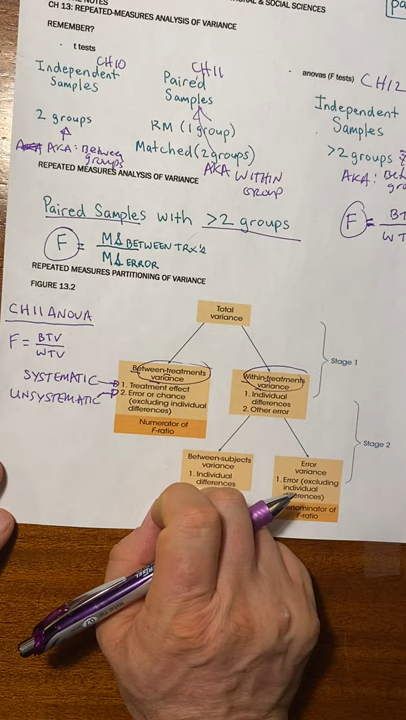 & SOCIAL SCIENCES
CH 13: REPEATED-MEASURES ANALYSIS OF VARIANCE
REMEMBER?
t tests
CH10
Independent
Samples
2 groups
AKA: Between
groups
CH11
Paired
Samples
RM (1 group)
Matched (2 groups)
AKA WITHIN
GROUP
anovas (F tests) CH12
Independent
Samples
>2 groups
AKA:
F =
REPEATED MEASURES ANALYSIS OF VARIANCE
Paired Samples with >2 groups
F = MS BETWEEN TRX's
MS ERROR
REPEATED MEASURES PARTITIONING OF VARIANCE
FIGURE 13.2
CH11 ANOVA
F = BTV
WTV
SYSTEMATIC
UNSYSTEMATIC
Total
variance
Stage 1
Between-treatments
variance
1. Treatment effect
2. Error or chance
(excluding individual
differences)
Numerator of
F-ratio
Within-treatments
variance
1. Individual
differences
2. Other error
Stage 2
Between-subjects
variance
1. Individual
differences
Error
variance
1. Error (excluding
individual
differences)
F-ratio